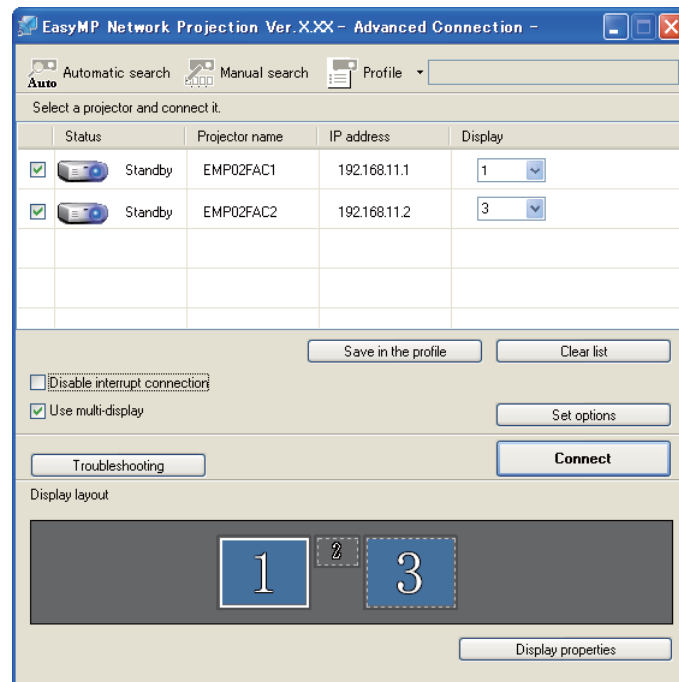 EasyMP Network Projection Ver.X.XX - Advanced Connection -
Auto Automatic search Manual search Profile
Select a projector and connect it.
Status Projector name IP address Display
Standby EMP02FAC1 192.168.11.1 1
Standby EMP02FAC2 192.168.11.2 3
Save in the profile Clear list
Disable interrupt connection
Use multi-display
Set options
Troubleshooting Connect
Display layout
1 2 3
Display properties